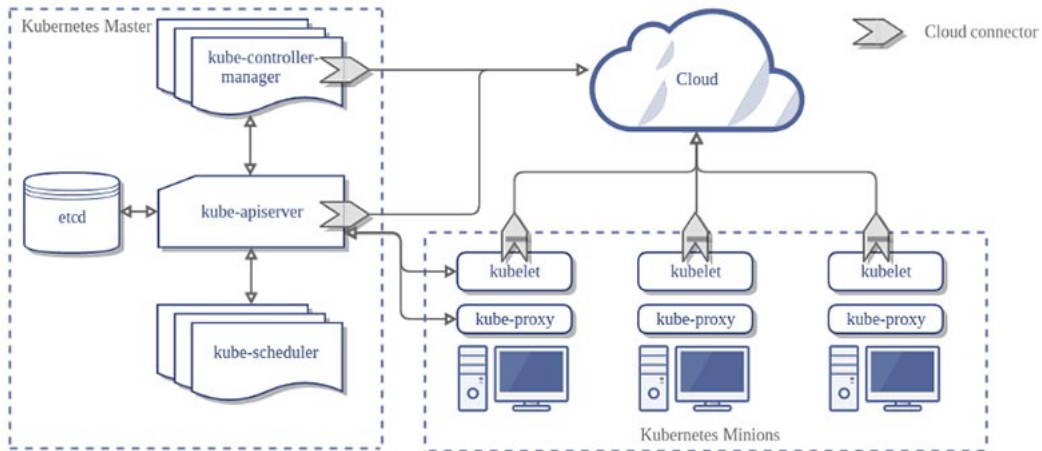 Kubernetes Master
kube-controller-
manager
Cloud connector
Cloud
etcd
kube-apiserver
kubelet
kubelet
kubelet
kube-proxy
kube-proxy
kube-proxy
kube-scheduler
Kubernetes Minions